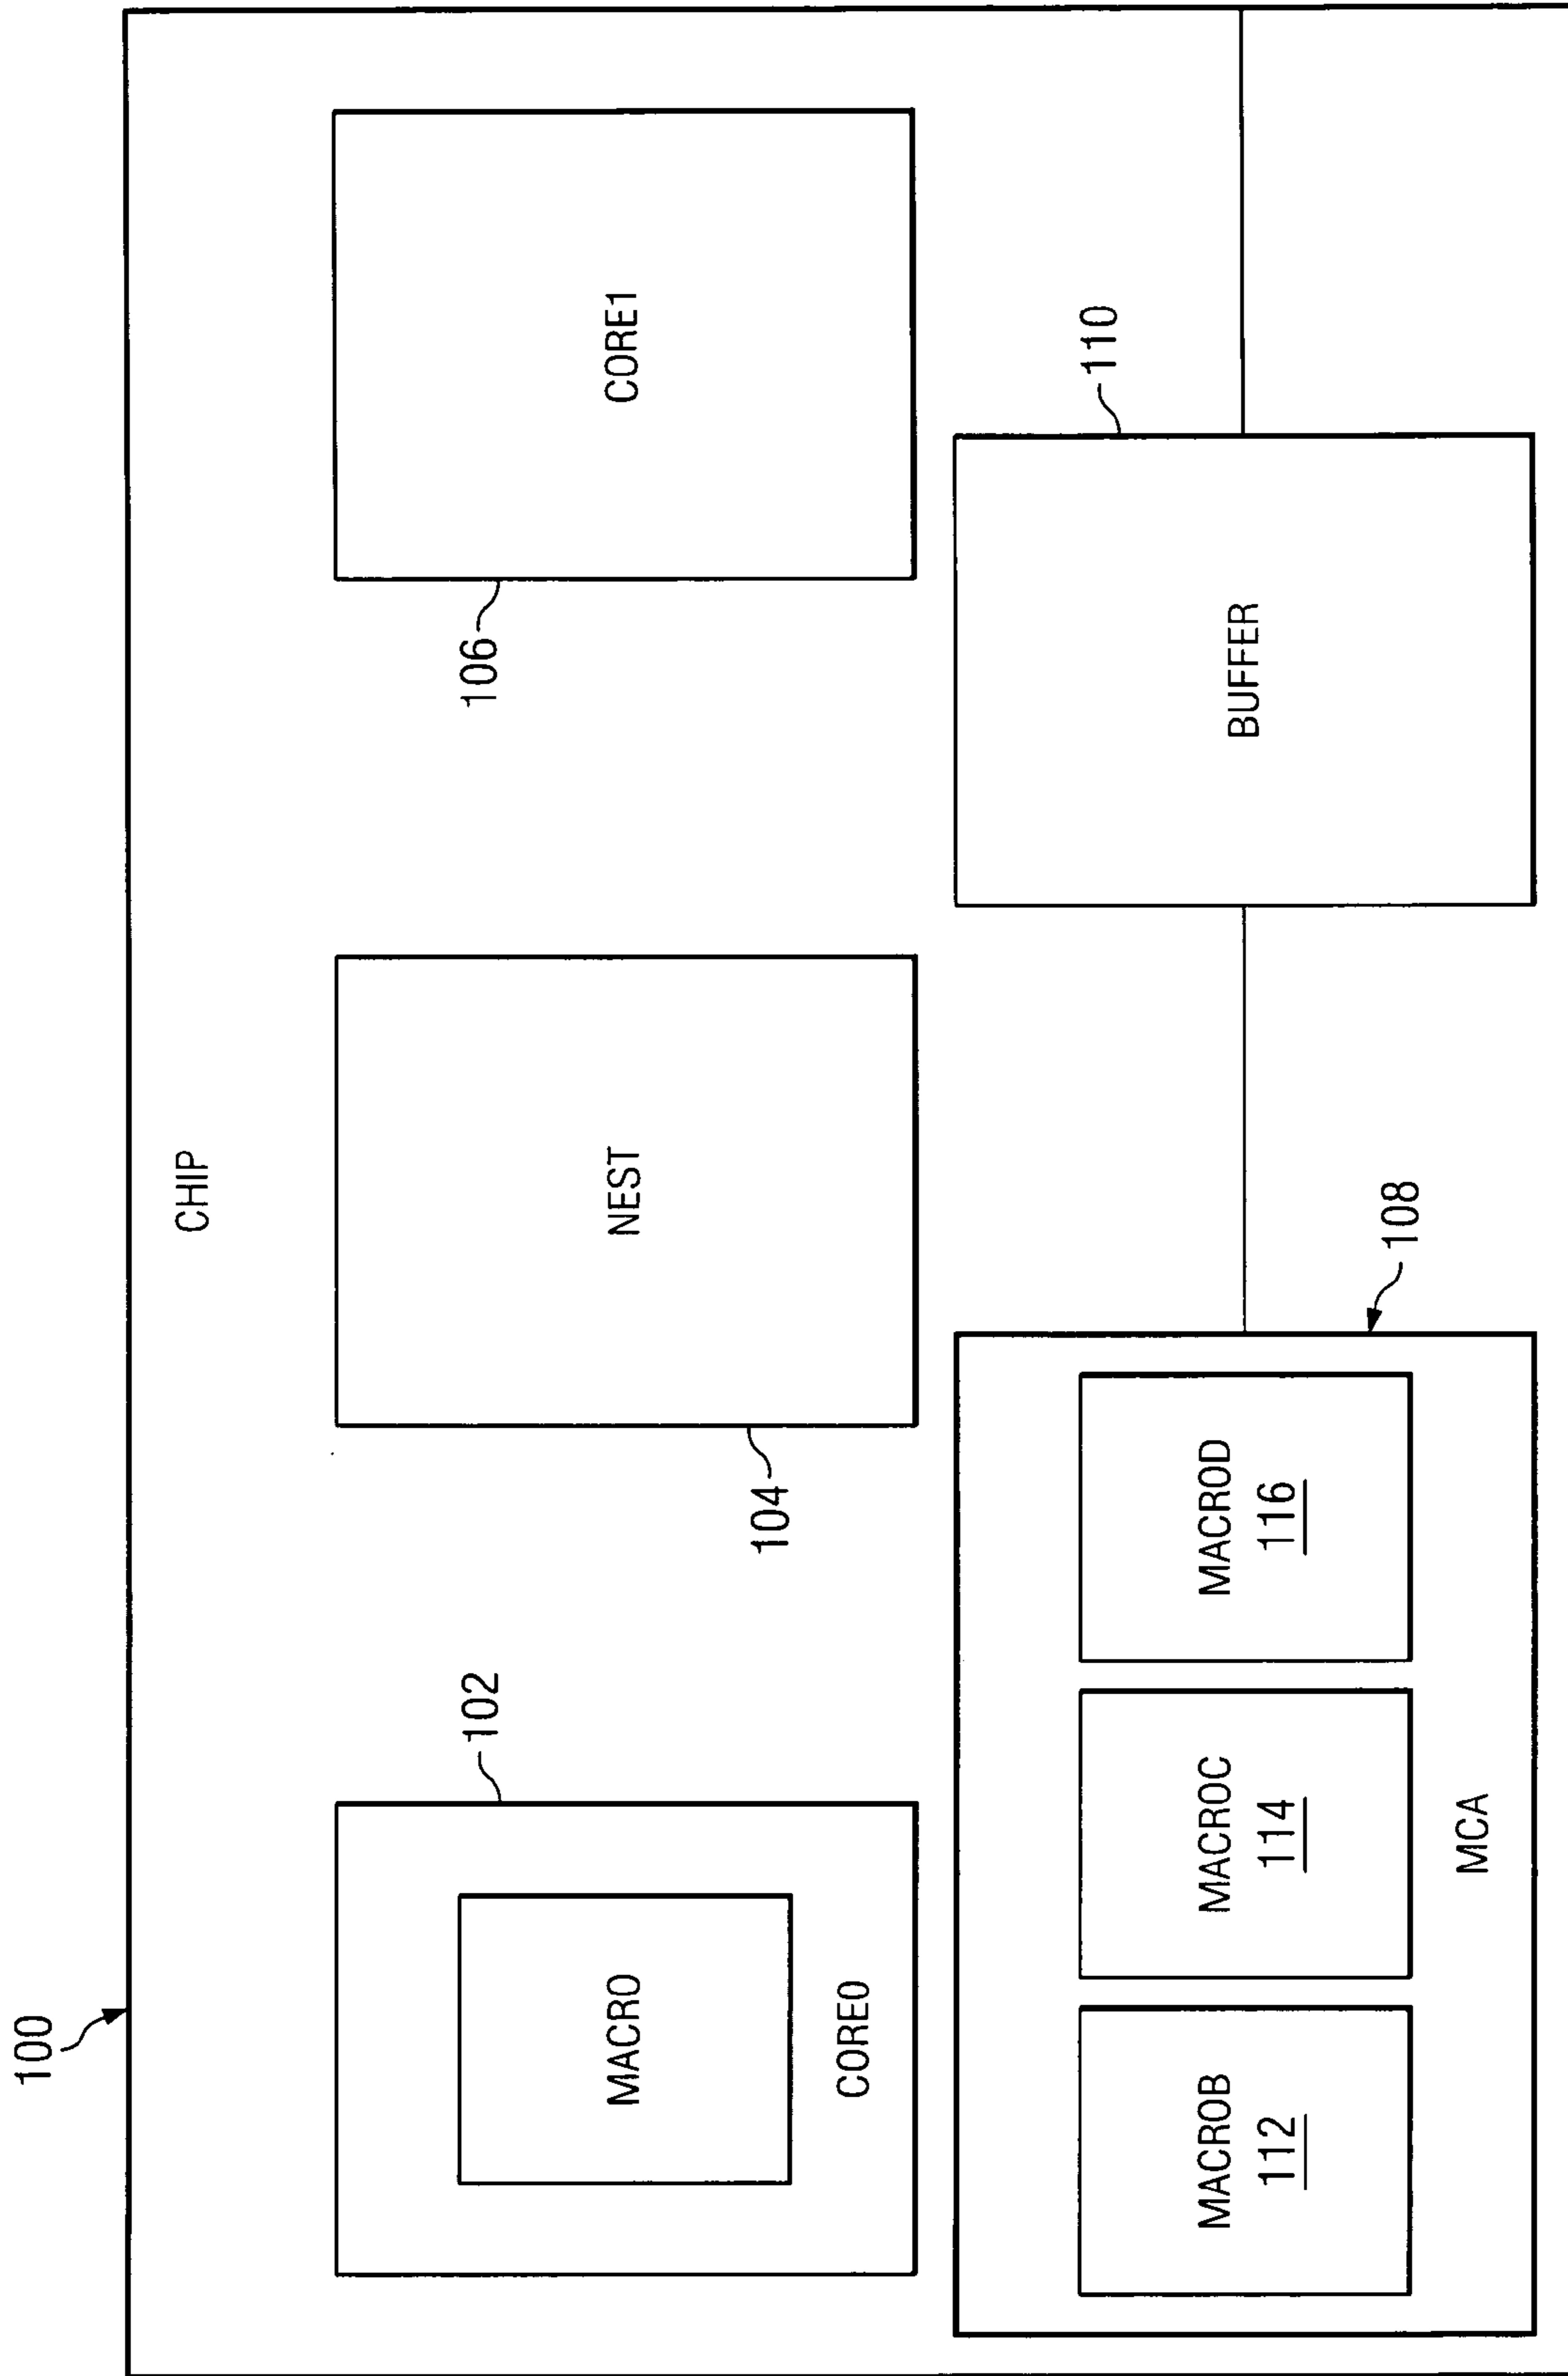 100
CHIP
102
MACRO
CORE0
104
NEST
106
CORE1
108
MACROB
112
MACROC
114
MACROD
116
MCA
110
BUFFER